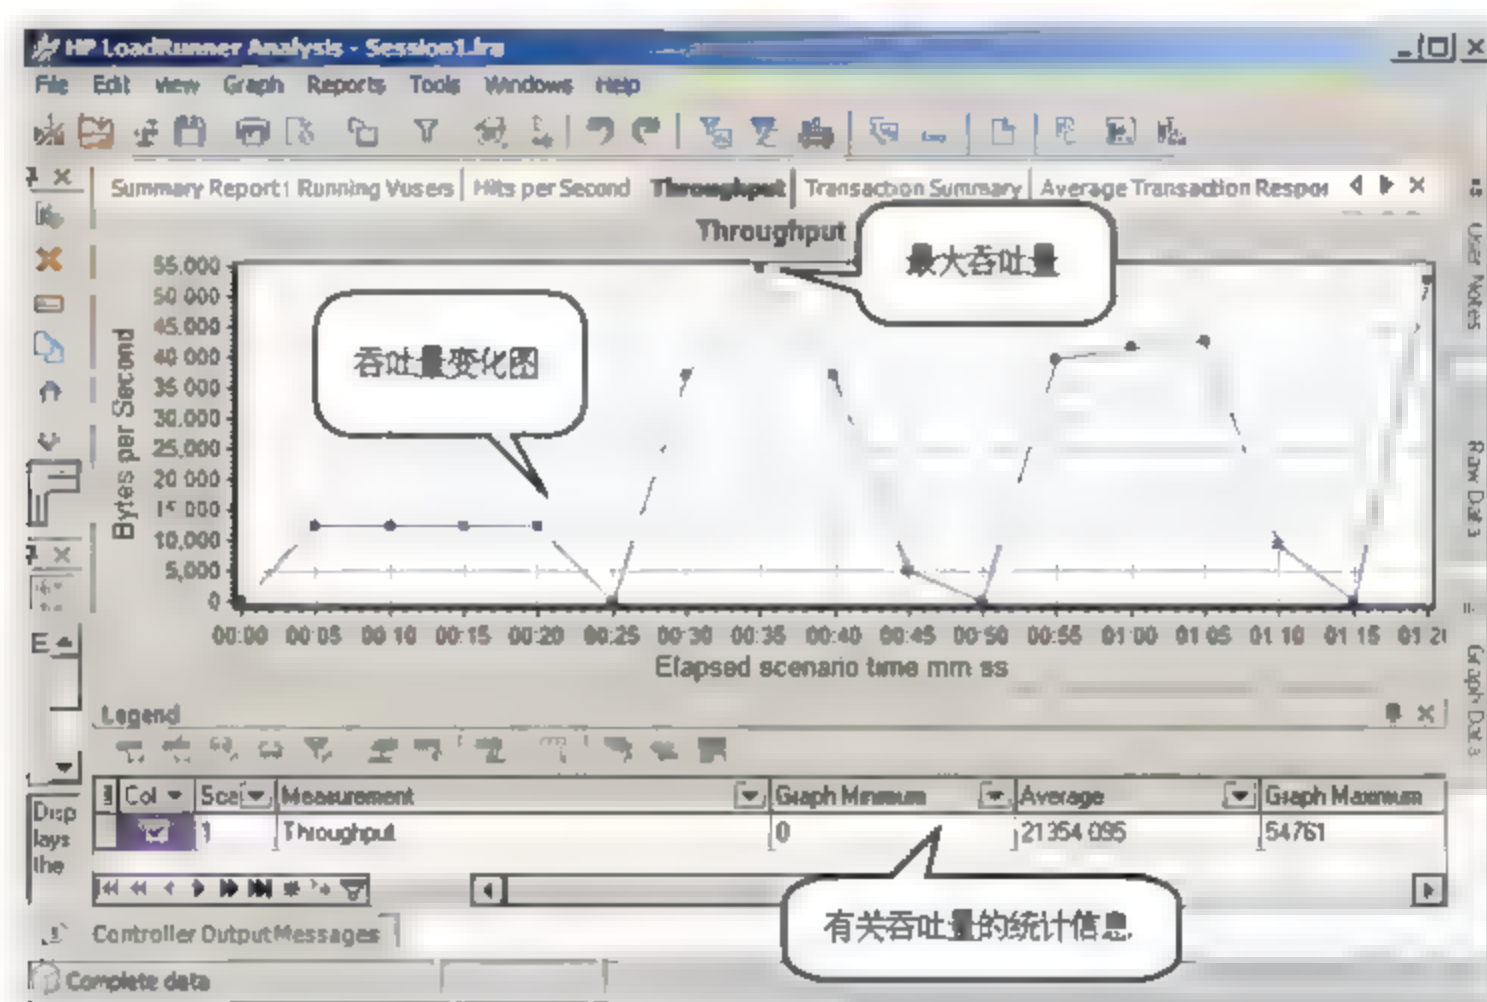 HP LoadRunner Analysis - Session1.lra
File Edit View Graph Reports Tools Windows Help
Summary Report Running Vusers Hits per Second Throughput Transaction Summary Average Transaction Respor
Throughput
最大吞吐量
吞吐量变化图
Bytes per Second
55,000
50 000
45.000
40 000
35 000
30.000
25,000
20 000
15 000
10,000
5,000
0
00:00 00:05 00 10 00:15 00:20 00:25 00:30 00:35 00:40 00:45 00:50 00:55 01:00 01 05 01 10 01 15 01
Elapsed scenario time mm ss
User Notes
Raw Data
Graph Data
Legend
Col Sce Measurement Graph Minimum Average Graph Maximum
1 Throughput 0 21354 095 54761
Disp
lays
the
有关吞吐量的统计信息
Controller Output Messages
Complete data